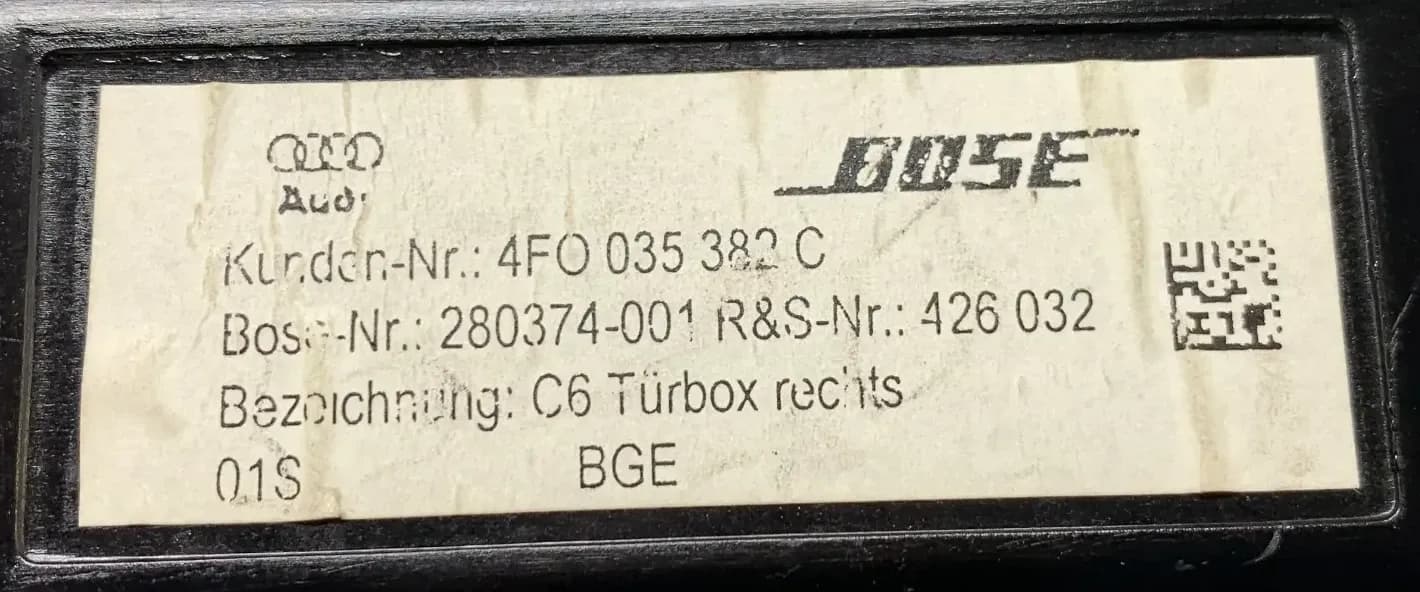 Audi
BOSE
Kunden-Nr.: 4FO 035 382 C
Bose-Nr.: 280374-001 R&S-Nr.: 426 032
Bezeichnung: C6 Türbox rechts
01S BGE